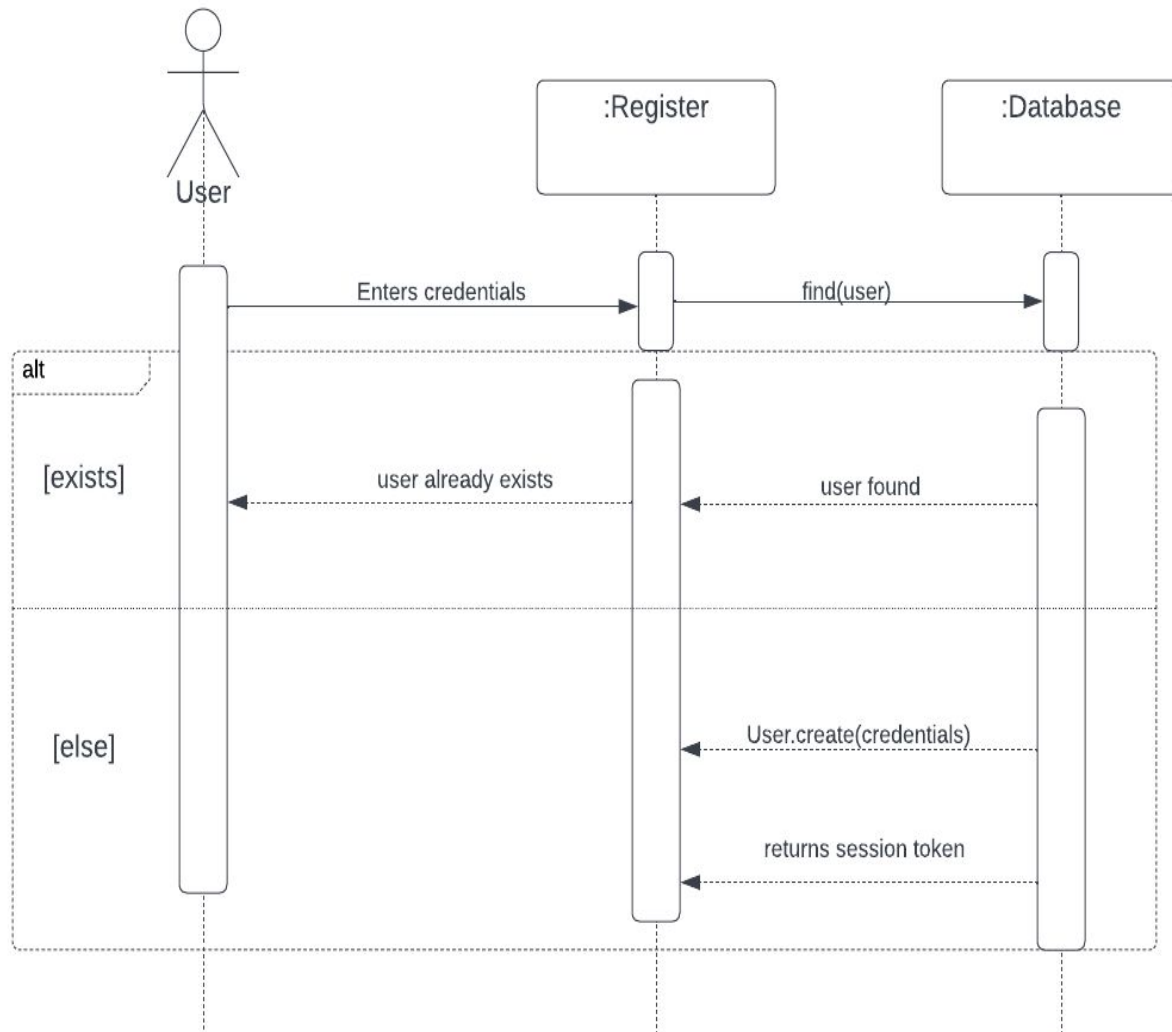 :Register
:Database
User
Enters credentials
find(user)
alt
[exists]
user already exists
user found
[else]
User.create(credentials)
returns session token